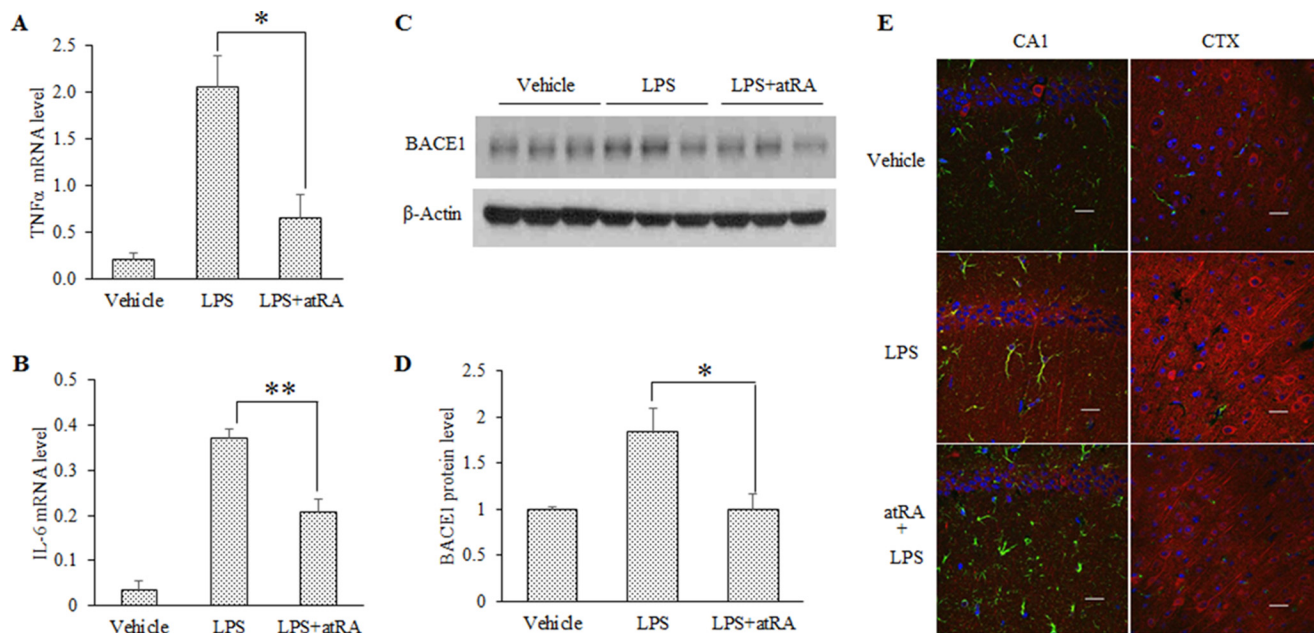 A
*
TNFα mRNA level
2.5
2.0
1.5
1.0
0.5
0.0
Vehicle LPS LPS+atRA
B
**
IL-6 mRNA level
0.5
0.4
0.3
0.2
0.1
0
Vehicle LPS LPS+atRA
C
Vehicle LPS LPS+atRA
BACE1
β-Actin
D
*
BACE1 protein level
2.5
2
1.5
1
0.5
0
Vehicle LPS LPS+atRA
E
CA1 CTX
Vehicle
LPS
atRA
+
LPS